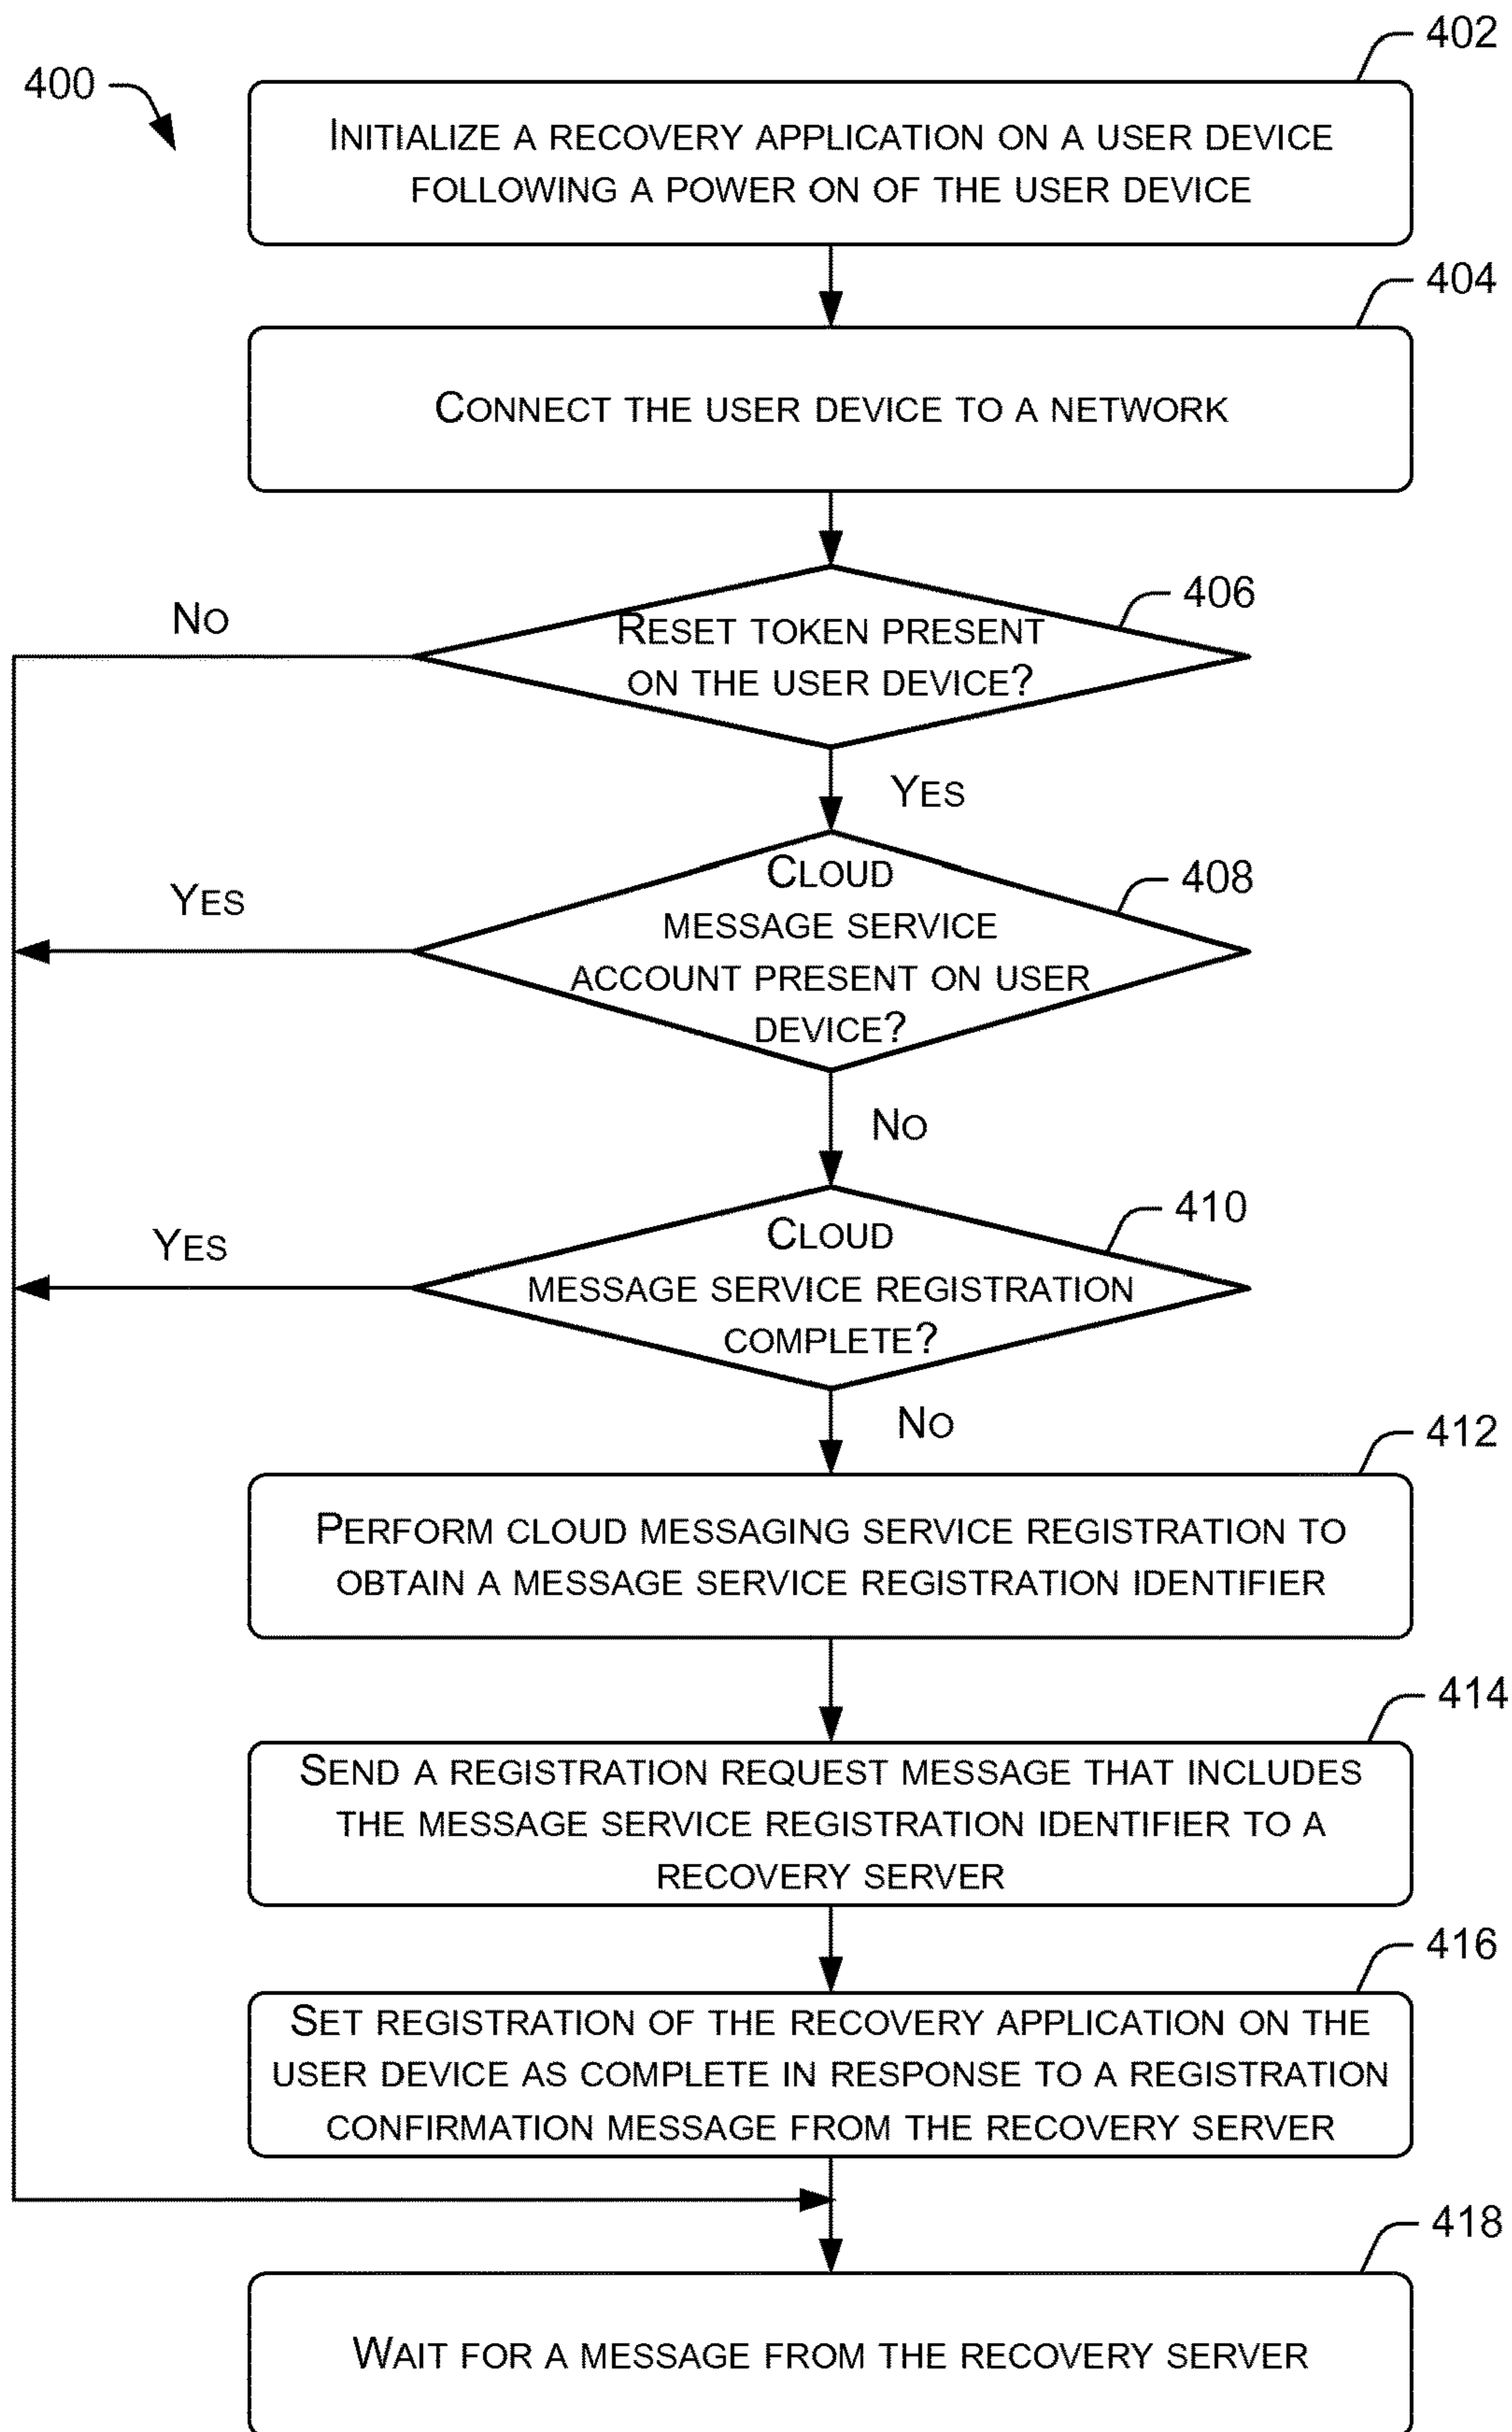 402
400
INITIALIZE A RECOVERY APPLICATION ON A USER DEVICE
FOLLOWING A POWER ON OF THE USER DEVICE
404
CONNECT THE USER DEVICE TO A NETWORK
406
NO
RESET TOKEN PRESENT
ON THE USER DEVICE?
YES
408
YES
CLOUD
MESSAGE SERVICE
ACCOUNT PRESENT ON USER
DEVICE?
NO
410
YES
CLOUD
MESSAGE SERVICE REGISTRATION
COMPLETE?
NO
412
PERFORM CLOUD MESSAGING SERVICE REGISTRATION TO
OBTAIN A MESSAGE SERVICE REGISTRATION IDENTIFIER
414
SEND A REGISTRATION REQUEST MESSAGE THAT INCLUDES
THE MESSAGE SERVICE REGISTRATION IDENTIFIER TO A
RECOVERY SERVER
416
SET REGISTRATION OF THE RECOVERY APPLICATION ON THE
USER DEVICE AS COMPLETE IN RESPONSE TO A REGISTRATION
CONFIRMATION MESSAGE FROM THE RECOVERY SERVER
418
WAIT FOR A MESSAGE FROM THE RECOVERY SERVER